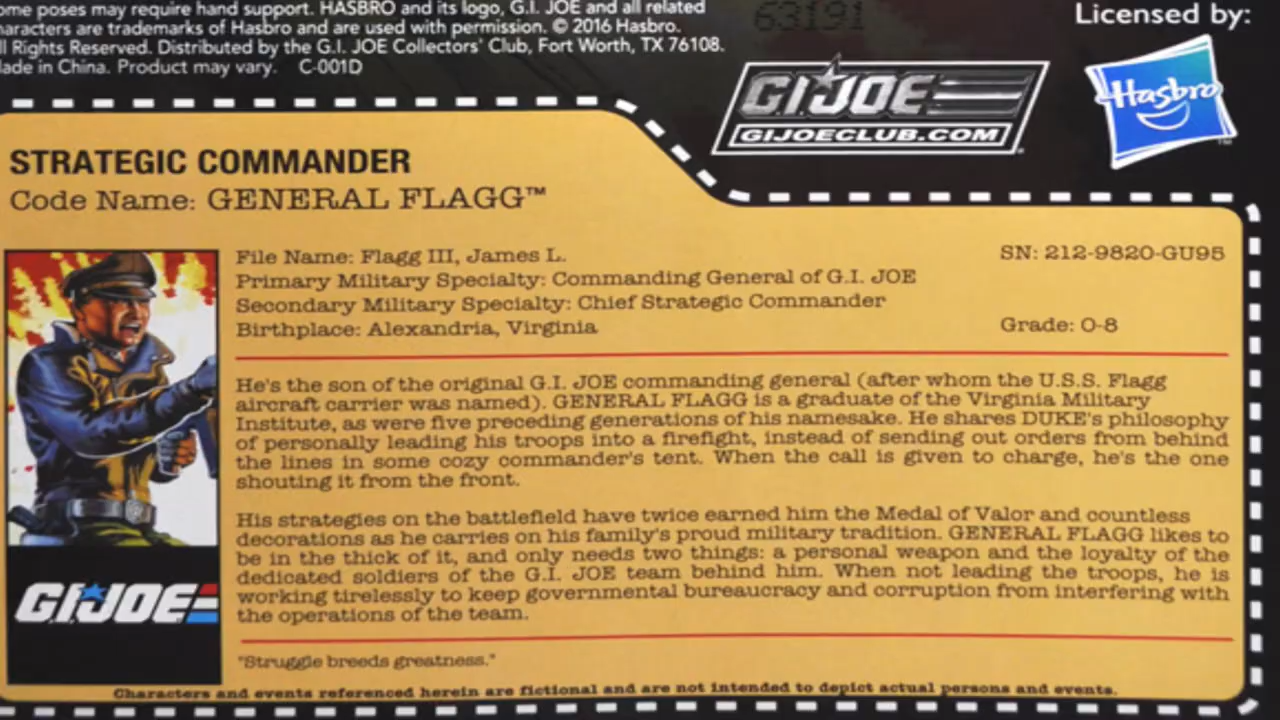 ome poses may require hand support. HASBRO and its logo, G.I. JOE and all related
haracters are trademarks of Hasbro and are used with permission. © 2016 Hasbro.
ll Rights Reserved. Distributed by the G.I. JOE Collectors' Club, Fort Worth, TX 76108.
lade in China. Product may vary. C-001D
63191
Licensed by:
G.I. JOE
GIJOECLUB.COM
Hasbro
STRATEGIC COMMANDER
Code Name: GENERAL FLAGG™
File Name: Flagg III, James L.
SN: 212-9820-GU95
Primary Military Specialty: Commanding General of G.I. JOE
Secondary Military Specialty: Chief Strategic Commander
Birthplace: Alexandria, Virginia
Grade: O-8
He's the son of the original G.I. JOE commanding general (after whom the U.S.S. Flagg
aircraft carrier was named). GENERAL FLAGG is a graduate of the Virginia Military
Institute, as were five preceding generations of his namesake. He shares DUKE's philosophy
of personally leading his troops into a firefight, instead of sending out orders from behind
the lines in some cozy commander's tent. When the call is given to charge, he's the one
shouting it from the front.
His strategies on the battlefield have twice earned him the Medal of Valor and countless
decorations as he carries on his family's proud military tradition. GENERAL FLAGG likes to
be in the thick of it, and only needs two things: a personal weapon and the loyalty of the
dedicated soldiers of the G.I. JOE team behind him. When not leading the troops, he is
working tirelessly to keep governmental bureaucracy and corruption from interfering with
the operations of the team.
G.I. JOE
"Struggle breeds greatness."
Characters and events referenced herein are fictional and are not intended to depict actual persons and events.